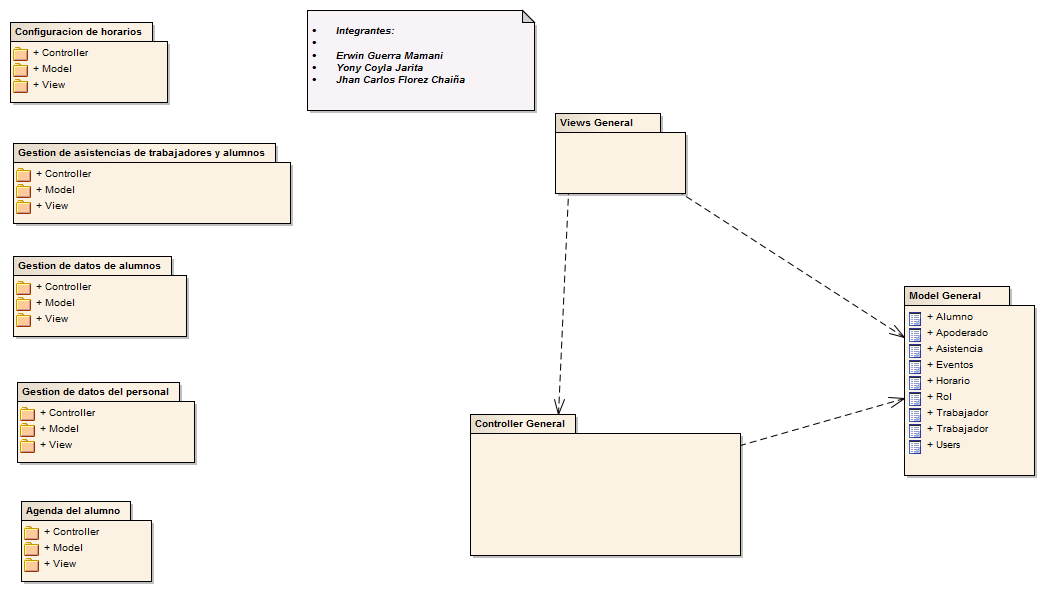 Configuracion de horarios
+ Controller
+ Model
+ View
Integrantes:
Erwin Guerra Mamani
Yony Coyla Jarita
Jhan Carlos Florez Chaiña
Gestion de asistencias de trabajadores y alumnos
+ Controller
+ Model
+ View
Views General
Gestion de datos de alumnos
+ Controller
+ Model
+ View
Model General
+ Alumno
+ Apoderado
+ Asistencia
+ Eventos
+ Horario
+ Rol
+ Trabajador
+ Trabajador
+ Users
Gestion de datos del personal
+ Controller
+ Model
+ View
Controller General
Agenda del alumno
+ Controller
+ Model
+ View